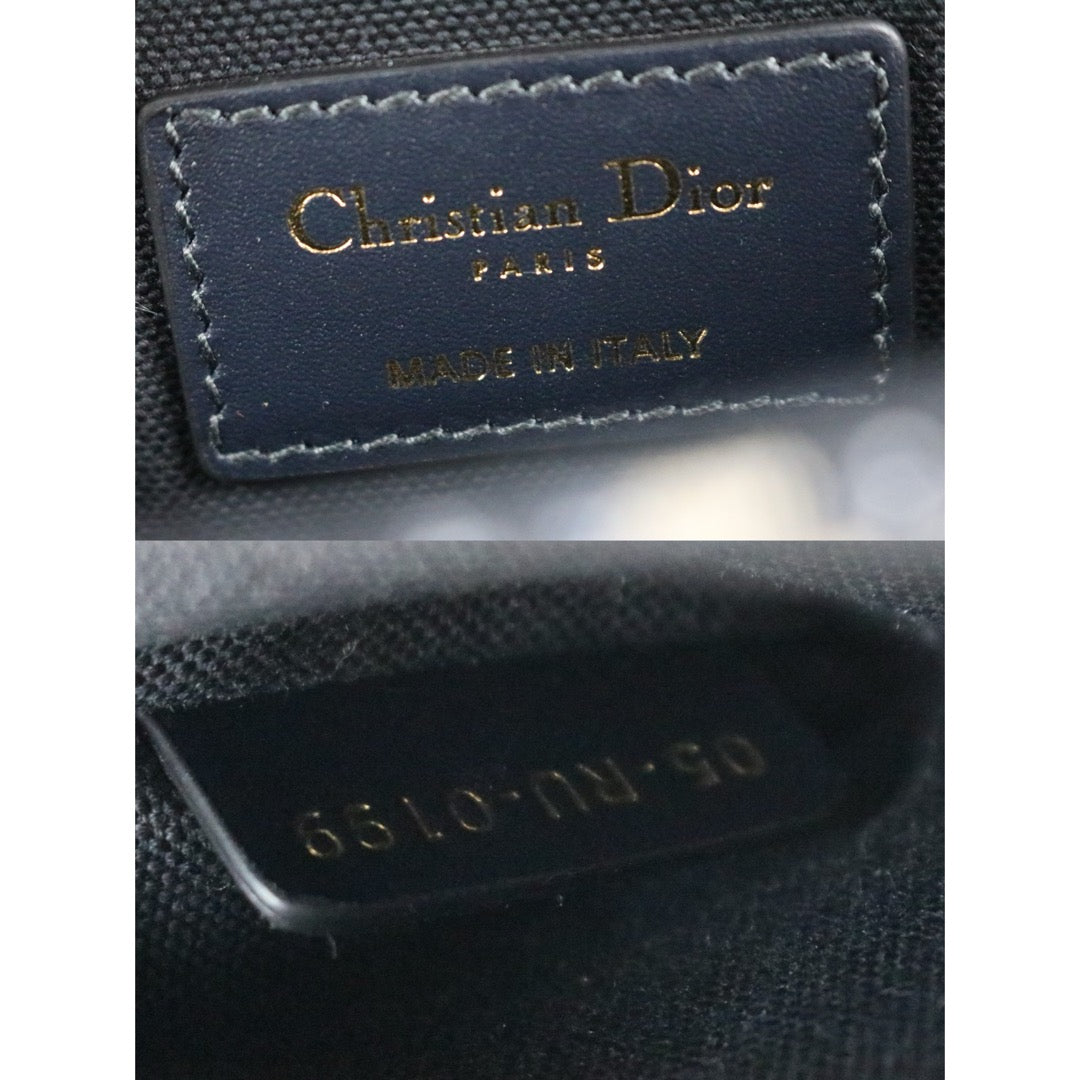 Christian Dior
PARIS
MADE IN ITALY
05-RU-0199